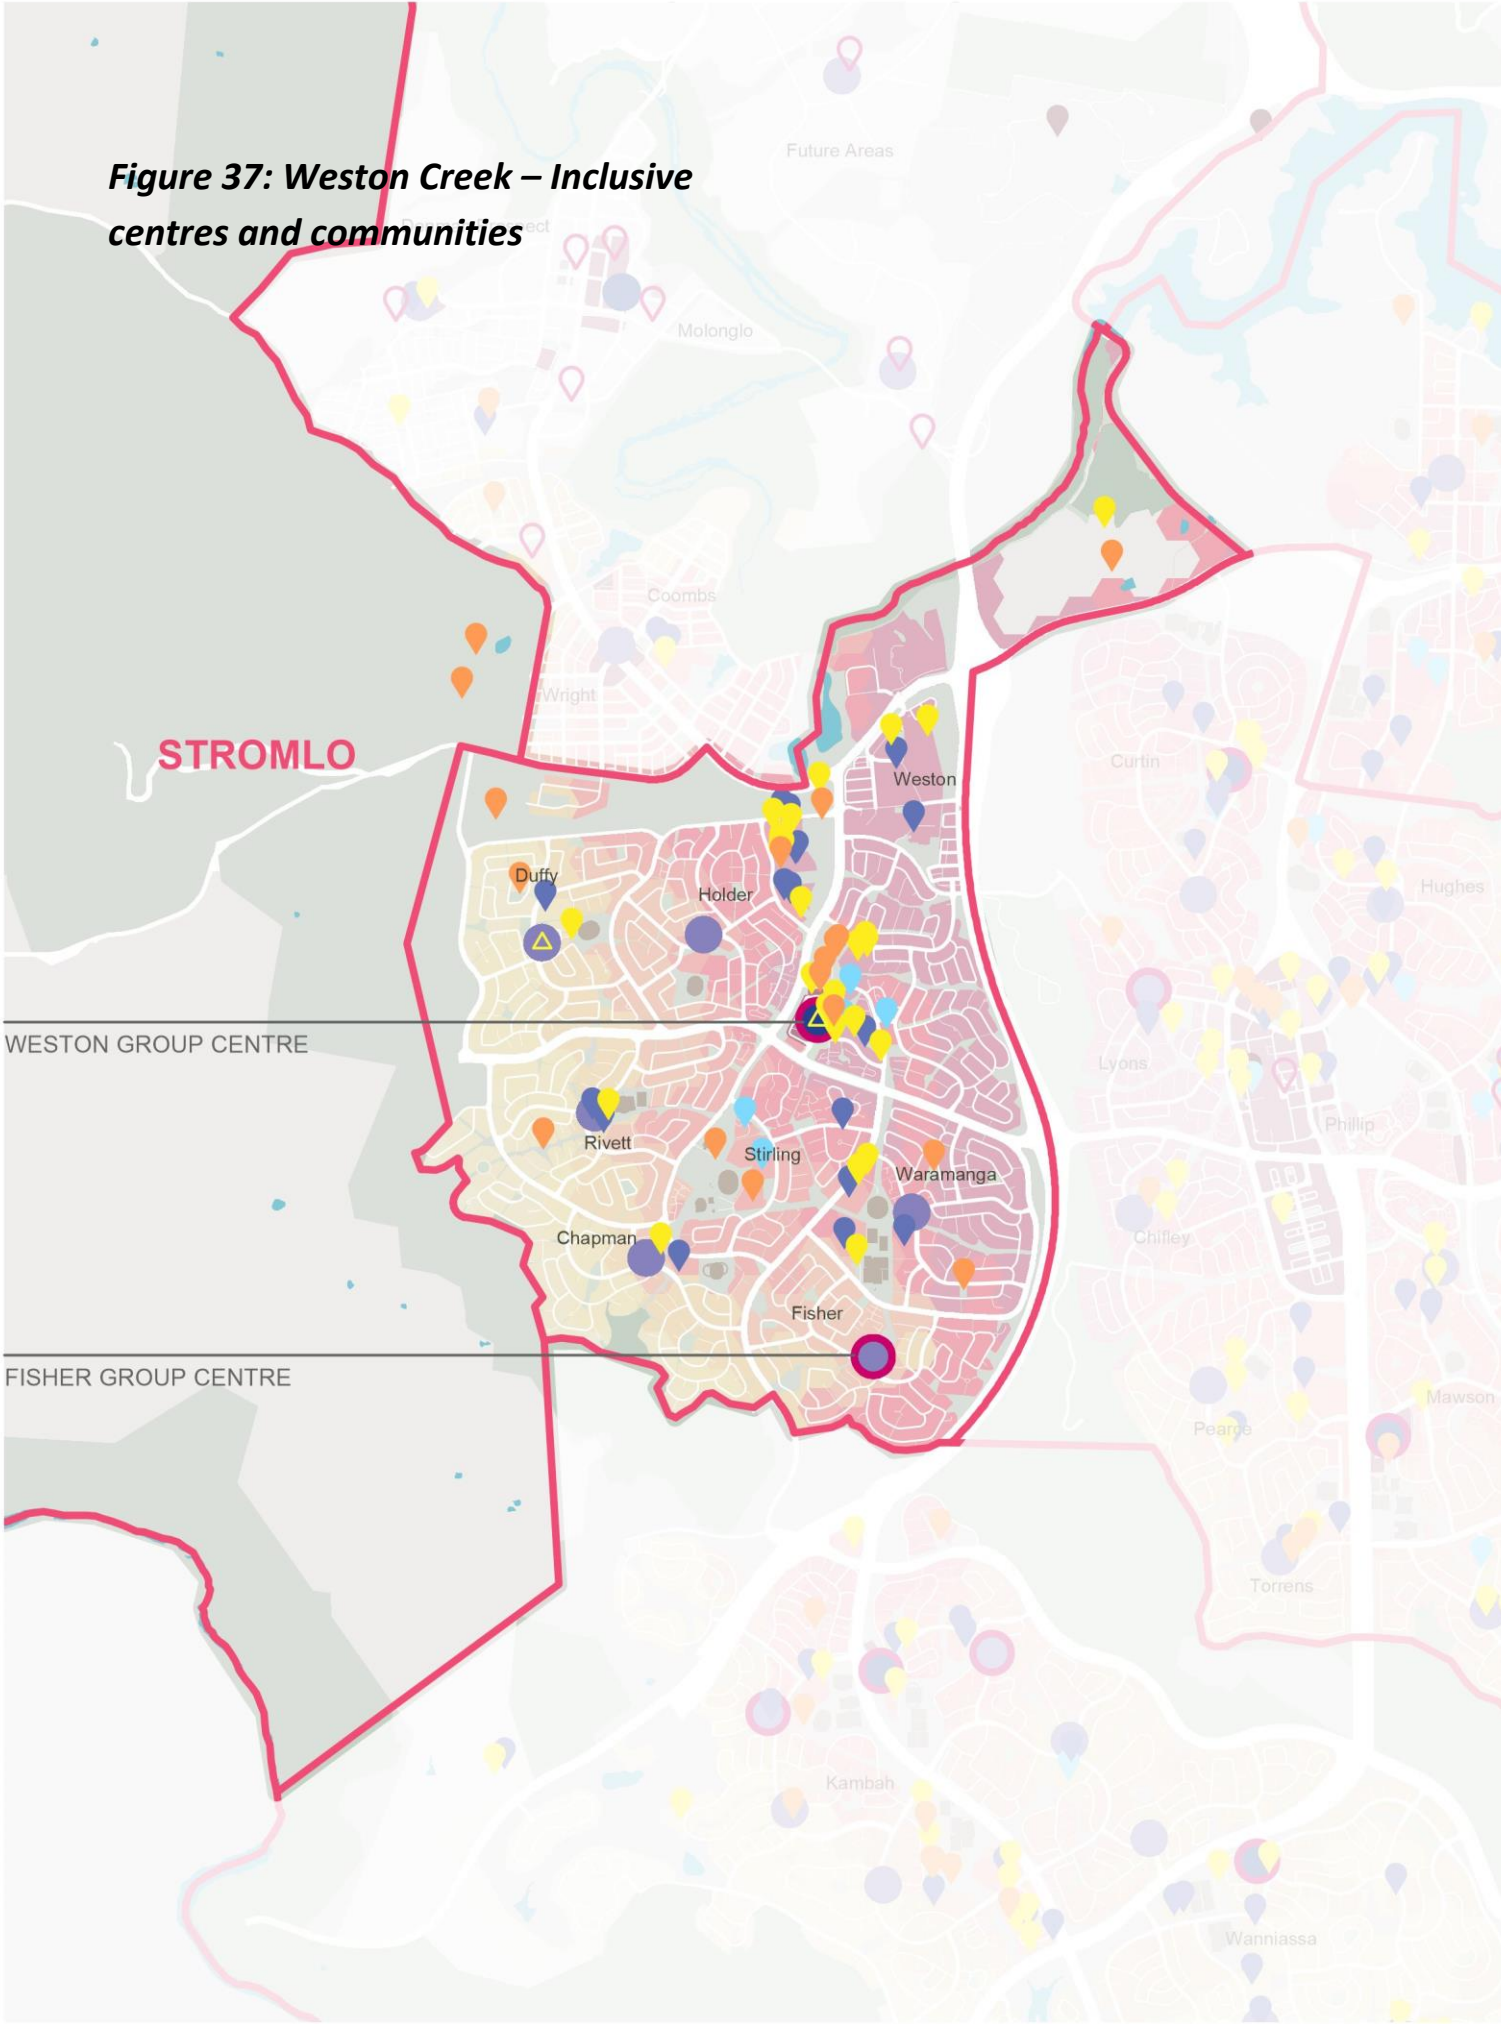 Future Areas
Figure 37: Weston Creek – Inclusive
centres and communities
Molonglo
Coombs
Wright
STROMLO
Curtin
Weston
Duffy
Holder
Hughes
WESTON GROUP CENTRE
Lyons
Phillip
Rivett
Stirling
Waramanga
Chapman
Chifley
Fisher
FISHER GROUP CENTRE
Mawson
Pearce
Torrens
Kambah
Wanniassa